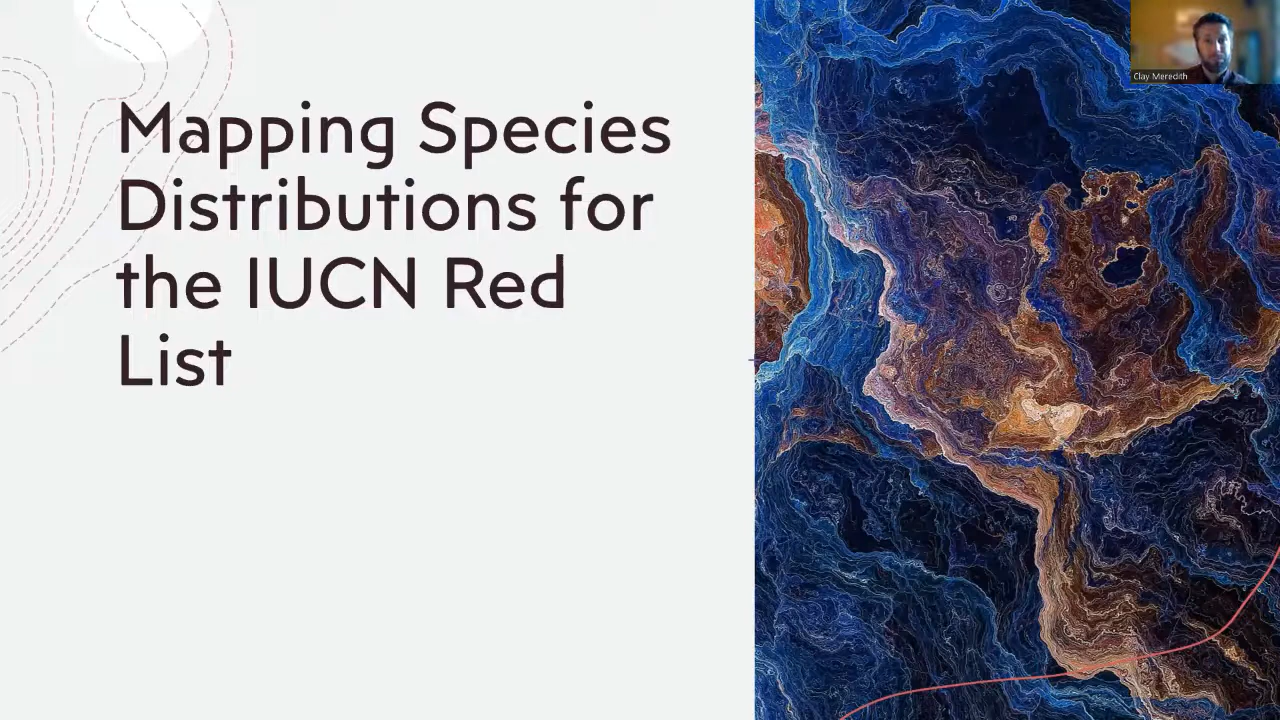 Mapping Species
Distributions for
the IUCN Red
List
Clay Meredith